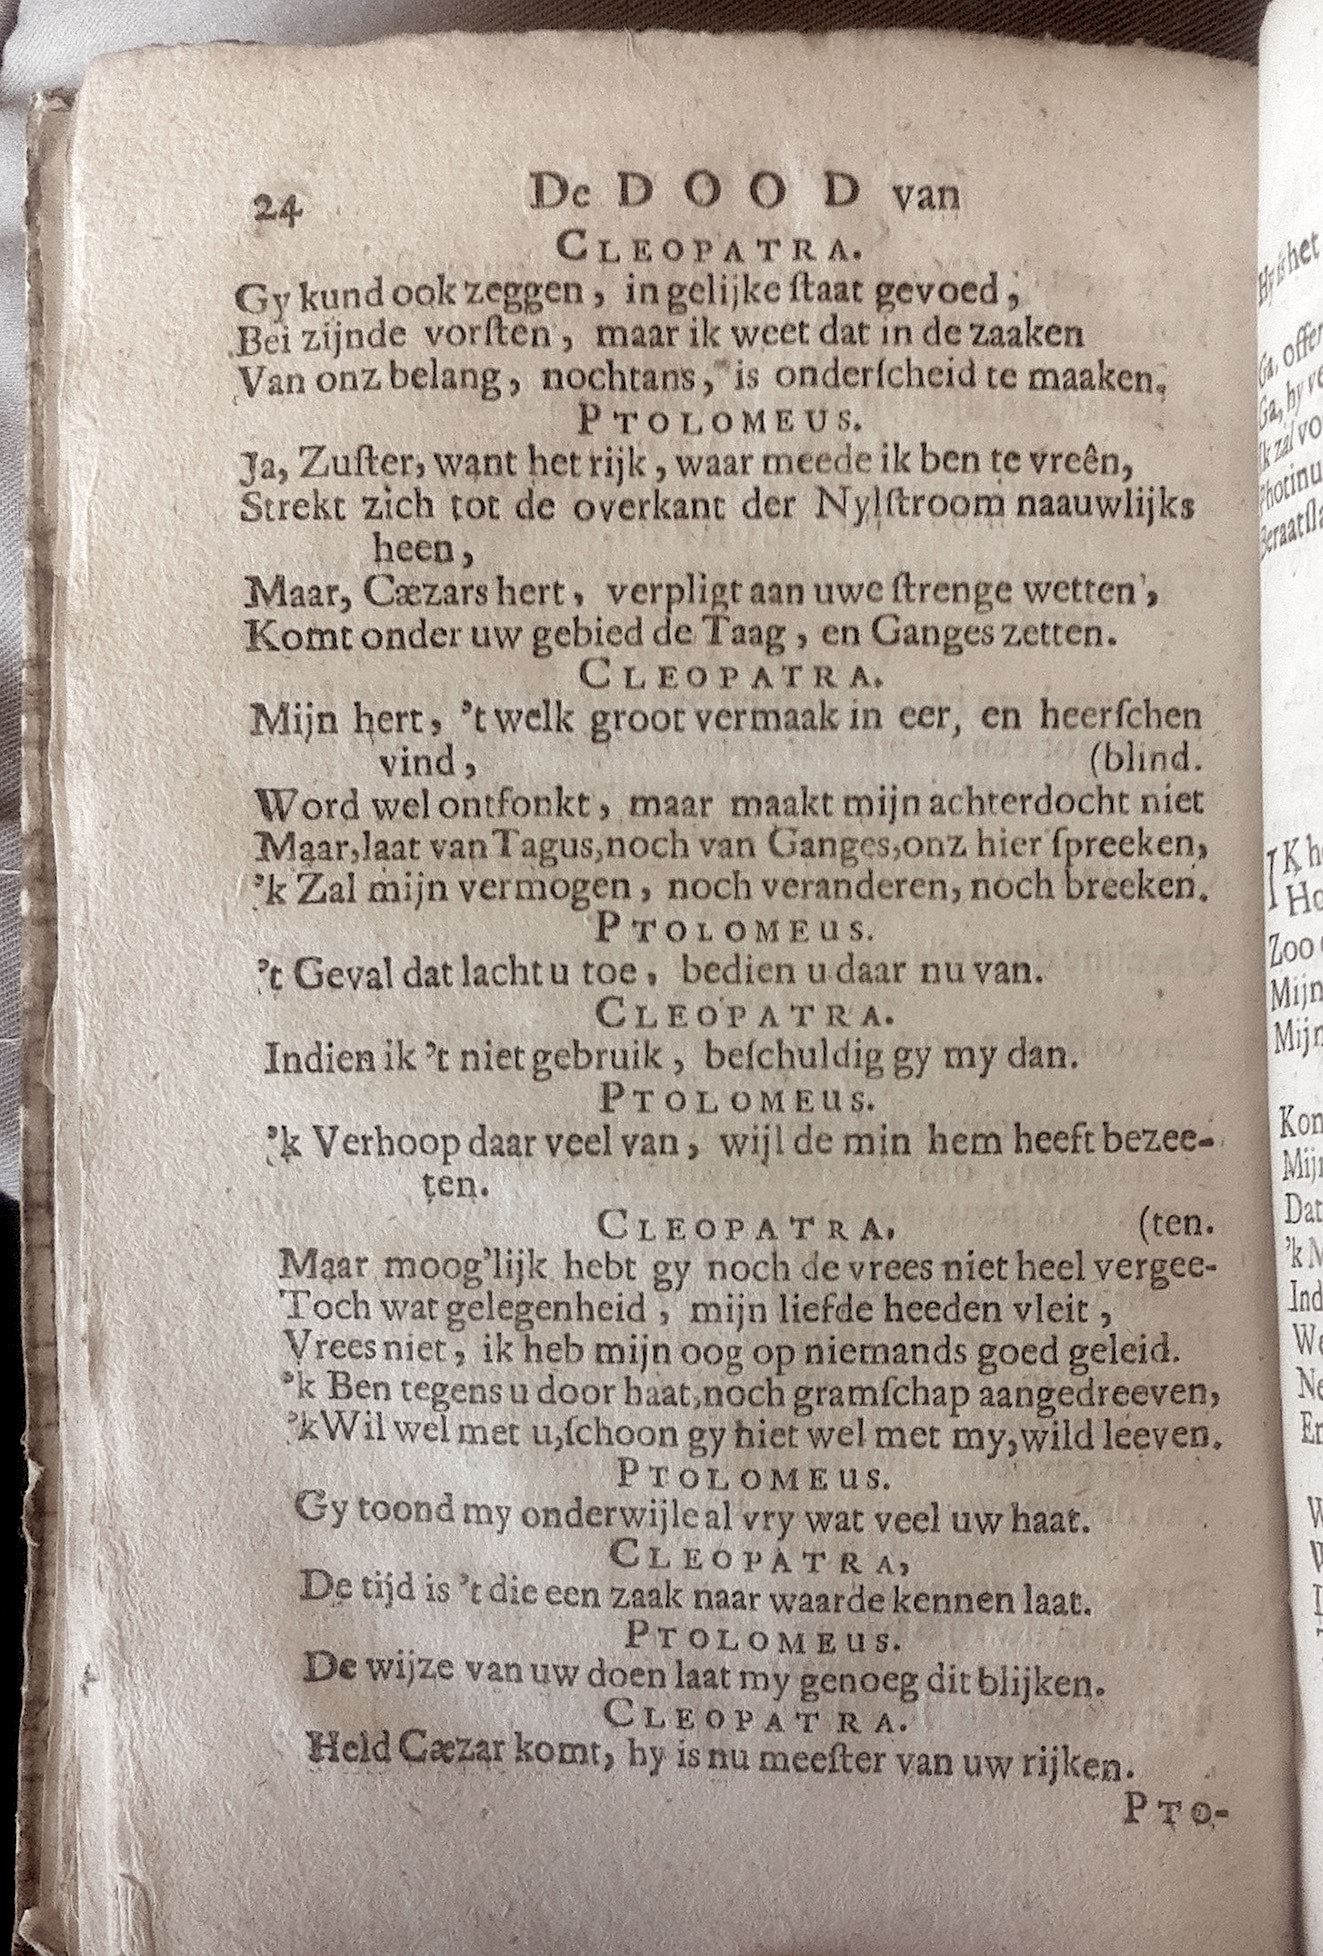 24
De DOOD van
CLEOPATRA.
Gy kund ook zeggen, in gelijke ſtaat gevoed,
Bei zijnde vorſten, maar ik weet dat in de zaaken
Van onz belang, nochtans, is onderſcheid te maaken.
PTOLOMEUS.
Ja, Zuſter, want het rijk, waar meede ik ben te vreên,
Strekt zich tot de overkant der Nylſtroom naauwlijks
heen,
Maar, Cæzars hert, verpligt aan uwe ſtrenge wetten,
Komt onder uw gebied de Taag, en Ganges zetten.
CLEOPATRA.
Mijn hert, 't welk groot vermaak in eer, en heerſchen
vind, (blind.
Word wel ontfonkt, maar maakt mijn achterdocht niet
Maar, laat van Tagus, noch van Ganges, onz hier ſpreeken,
'k Zal mijn vermogen, noch veranderen, noch breeken.
PTOLOMEUS.
't Geval dat lacht u toe, bedien u daar nu van.
CLEOPATRA.
Indien ik 't niet gebruik, beſchuldig gy my dan.
PTOLOMEUS.
'k Verhoop daar veel van, wijl de min hem heeft bezee-
ten.
CLEOPATRA. (ten.
Maar moog'lijk hebt gy noch de vrees niet heel vergee-
Toch wat gelegenheid, mijn liefde heeden vleit,
Vrees niet, ik heb mijn oog op niemands goed geleid.
'k Ben tegens u door haat, noch gramſchap aangedreeven,
'k Wil wel met u, ſchoon gy niet wel met my, wild leeven.
PTOLOMEUS.
Gy toond my onderwijle al vry wat veel uw haat.
CLEOPATRA,
De tijd is 't die een zaak naar waarde kennen laat.
PTOLOMEUS.
De wijze van uw doen laat my genoeg dit blijken.
CLEOPATRA.
Held Cæzar komt, hy is nu meeſter van uw rijken.
PTO-
Hy is het
Ga, 
Ga, hy
Ik zal
Zoo
Mijn
Mijn